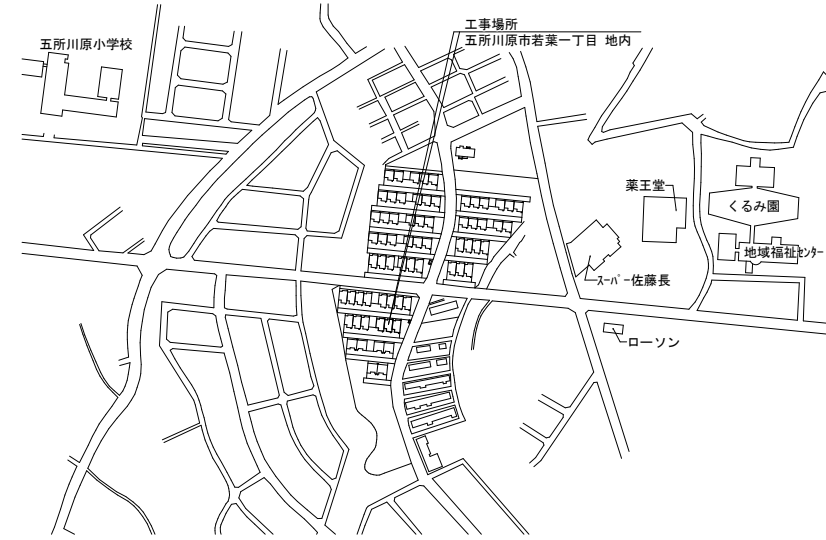 工事場所
五所川原市若葉一丁目 地内
五所川原小学校
薬王堂
くるみ園
地域福祉センター
スーパー佐藤長
ローソン